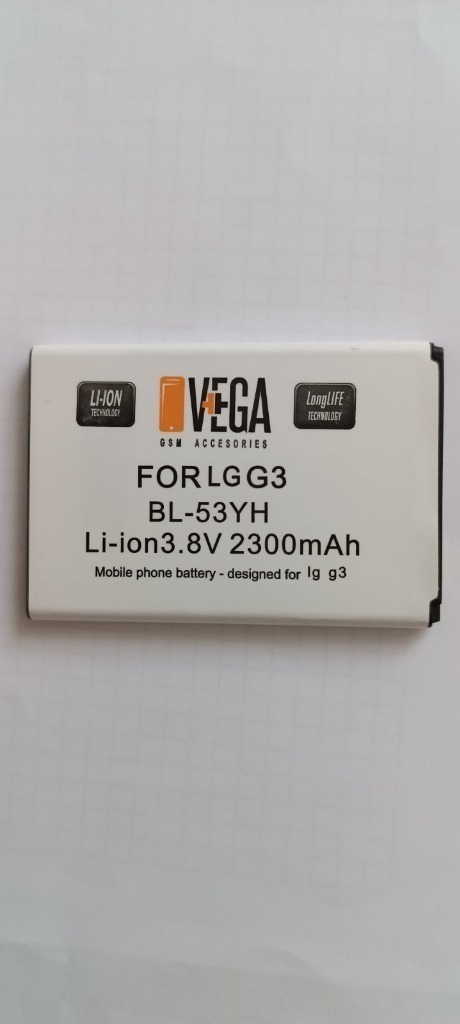 LI-ION
TECHNOLOGY
VEGA
GSM ACCESORIES
LongLIFE
TECHNOLOGY
FOR LG G3
BL-53YH
Li-ion3.8V 2300mAh
Mobile phone battery - designed for lg g3